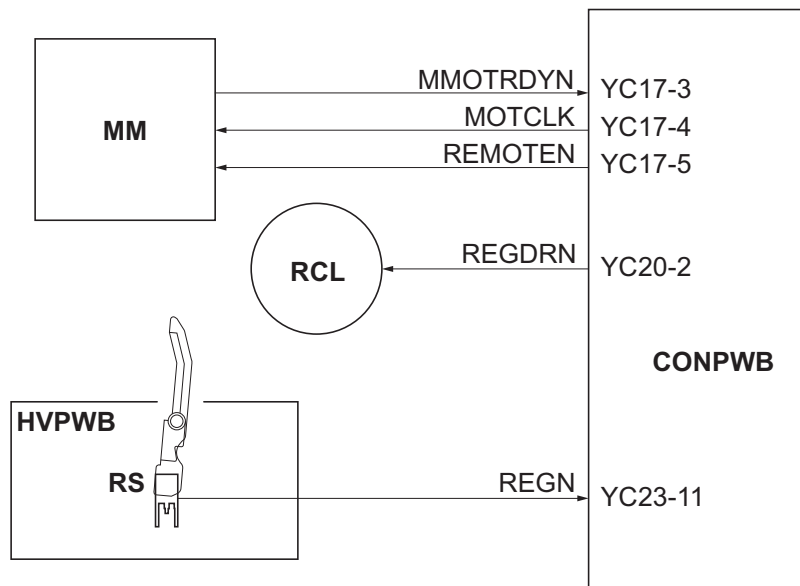 MMOTRDYN YC17-3
MM MOTCLK YC17-4
REMOTEN YC17-5
RCL REGDRN YC20-2
CONPWB
HVPWB
RS REGN YC23-11